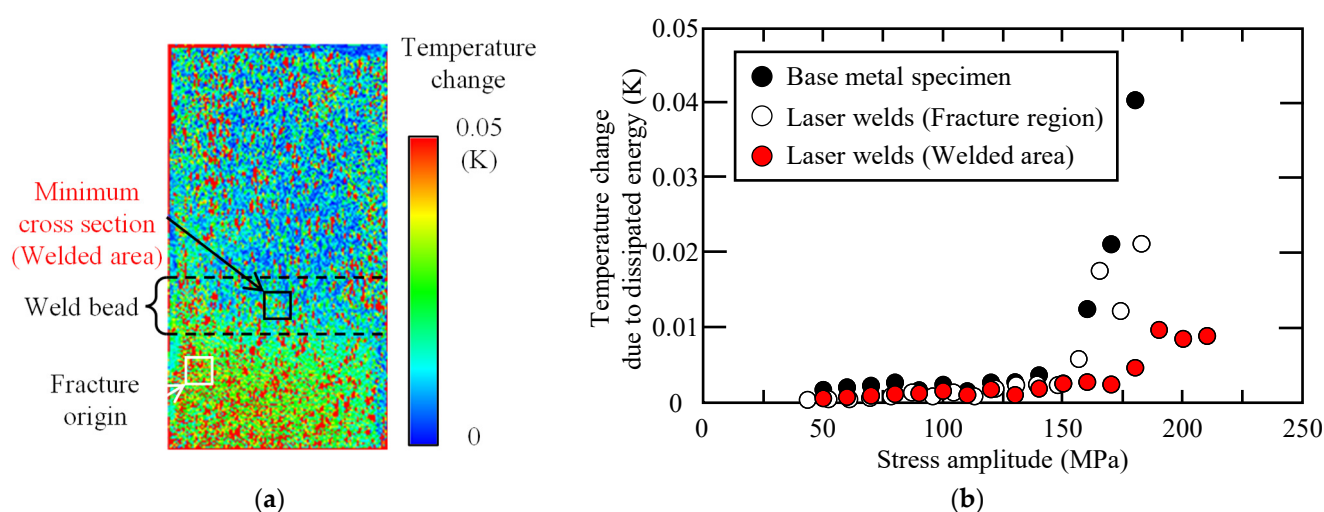 Temperature
change
0.05
(K)
0
Minimum
cross section
(Welded area)
Weld bead
Fracture
origin
(a)
Temperature change
due to dissipated energy (K)
0.05
0.04
0.03
0.02
0.01
0
Base metal specimen
Laser welds (Fracture region)
Laser welds (Welded area)
0 50 100 150 200 250
Stress amplitude (MPa)
(b)